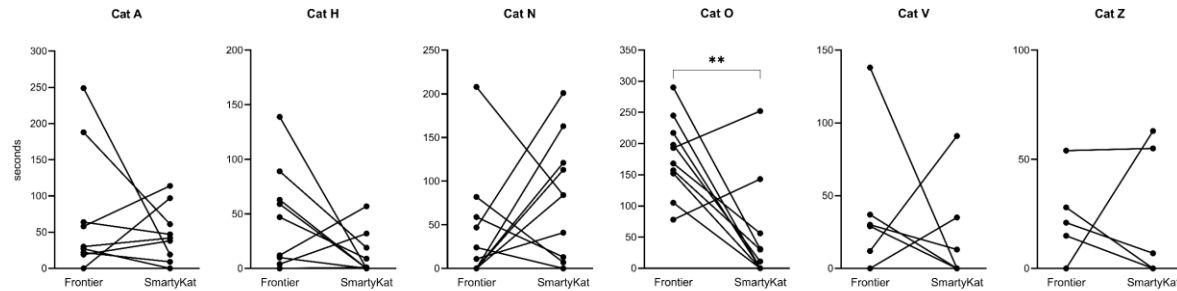 Cat A
Cat H
Cat N
Cat O
Cat V
Cat Z
seconds
300
250
200
150
100
50
0
Frontier
SmartyKat
200
150
100
50
0
Frontier
SmartyKat
250
200
150
100
50
0
Frontier
SmartyKat
350
300
250
200
150
100
50
0
**
Frontier
SmartyKat
150
100
50
0
Frontier
SmartyKat
100
50
0
Frontier
SmartyKat